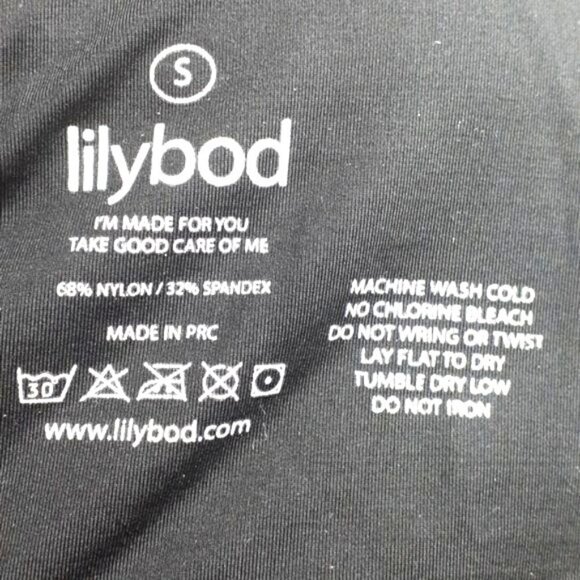 S
lilybod
I'M MADE FOR YOU
TAKE GOOD CARE OF ME
68% NYLON / 32% SPANDEX
MADE IN PRC
30
www.lilybod.com
MACHINE WASH COLD
NO CHLORINE BLEACH
DO NOT WRING OR TWIST
LAY FLAT TO DRY
TUMBLE DRY LOW
DO NOT IRON